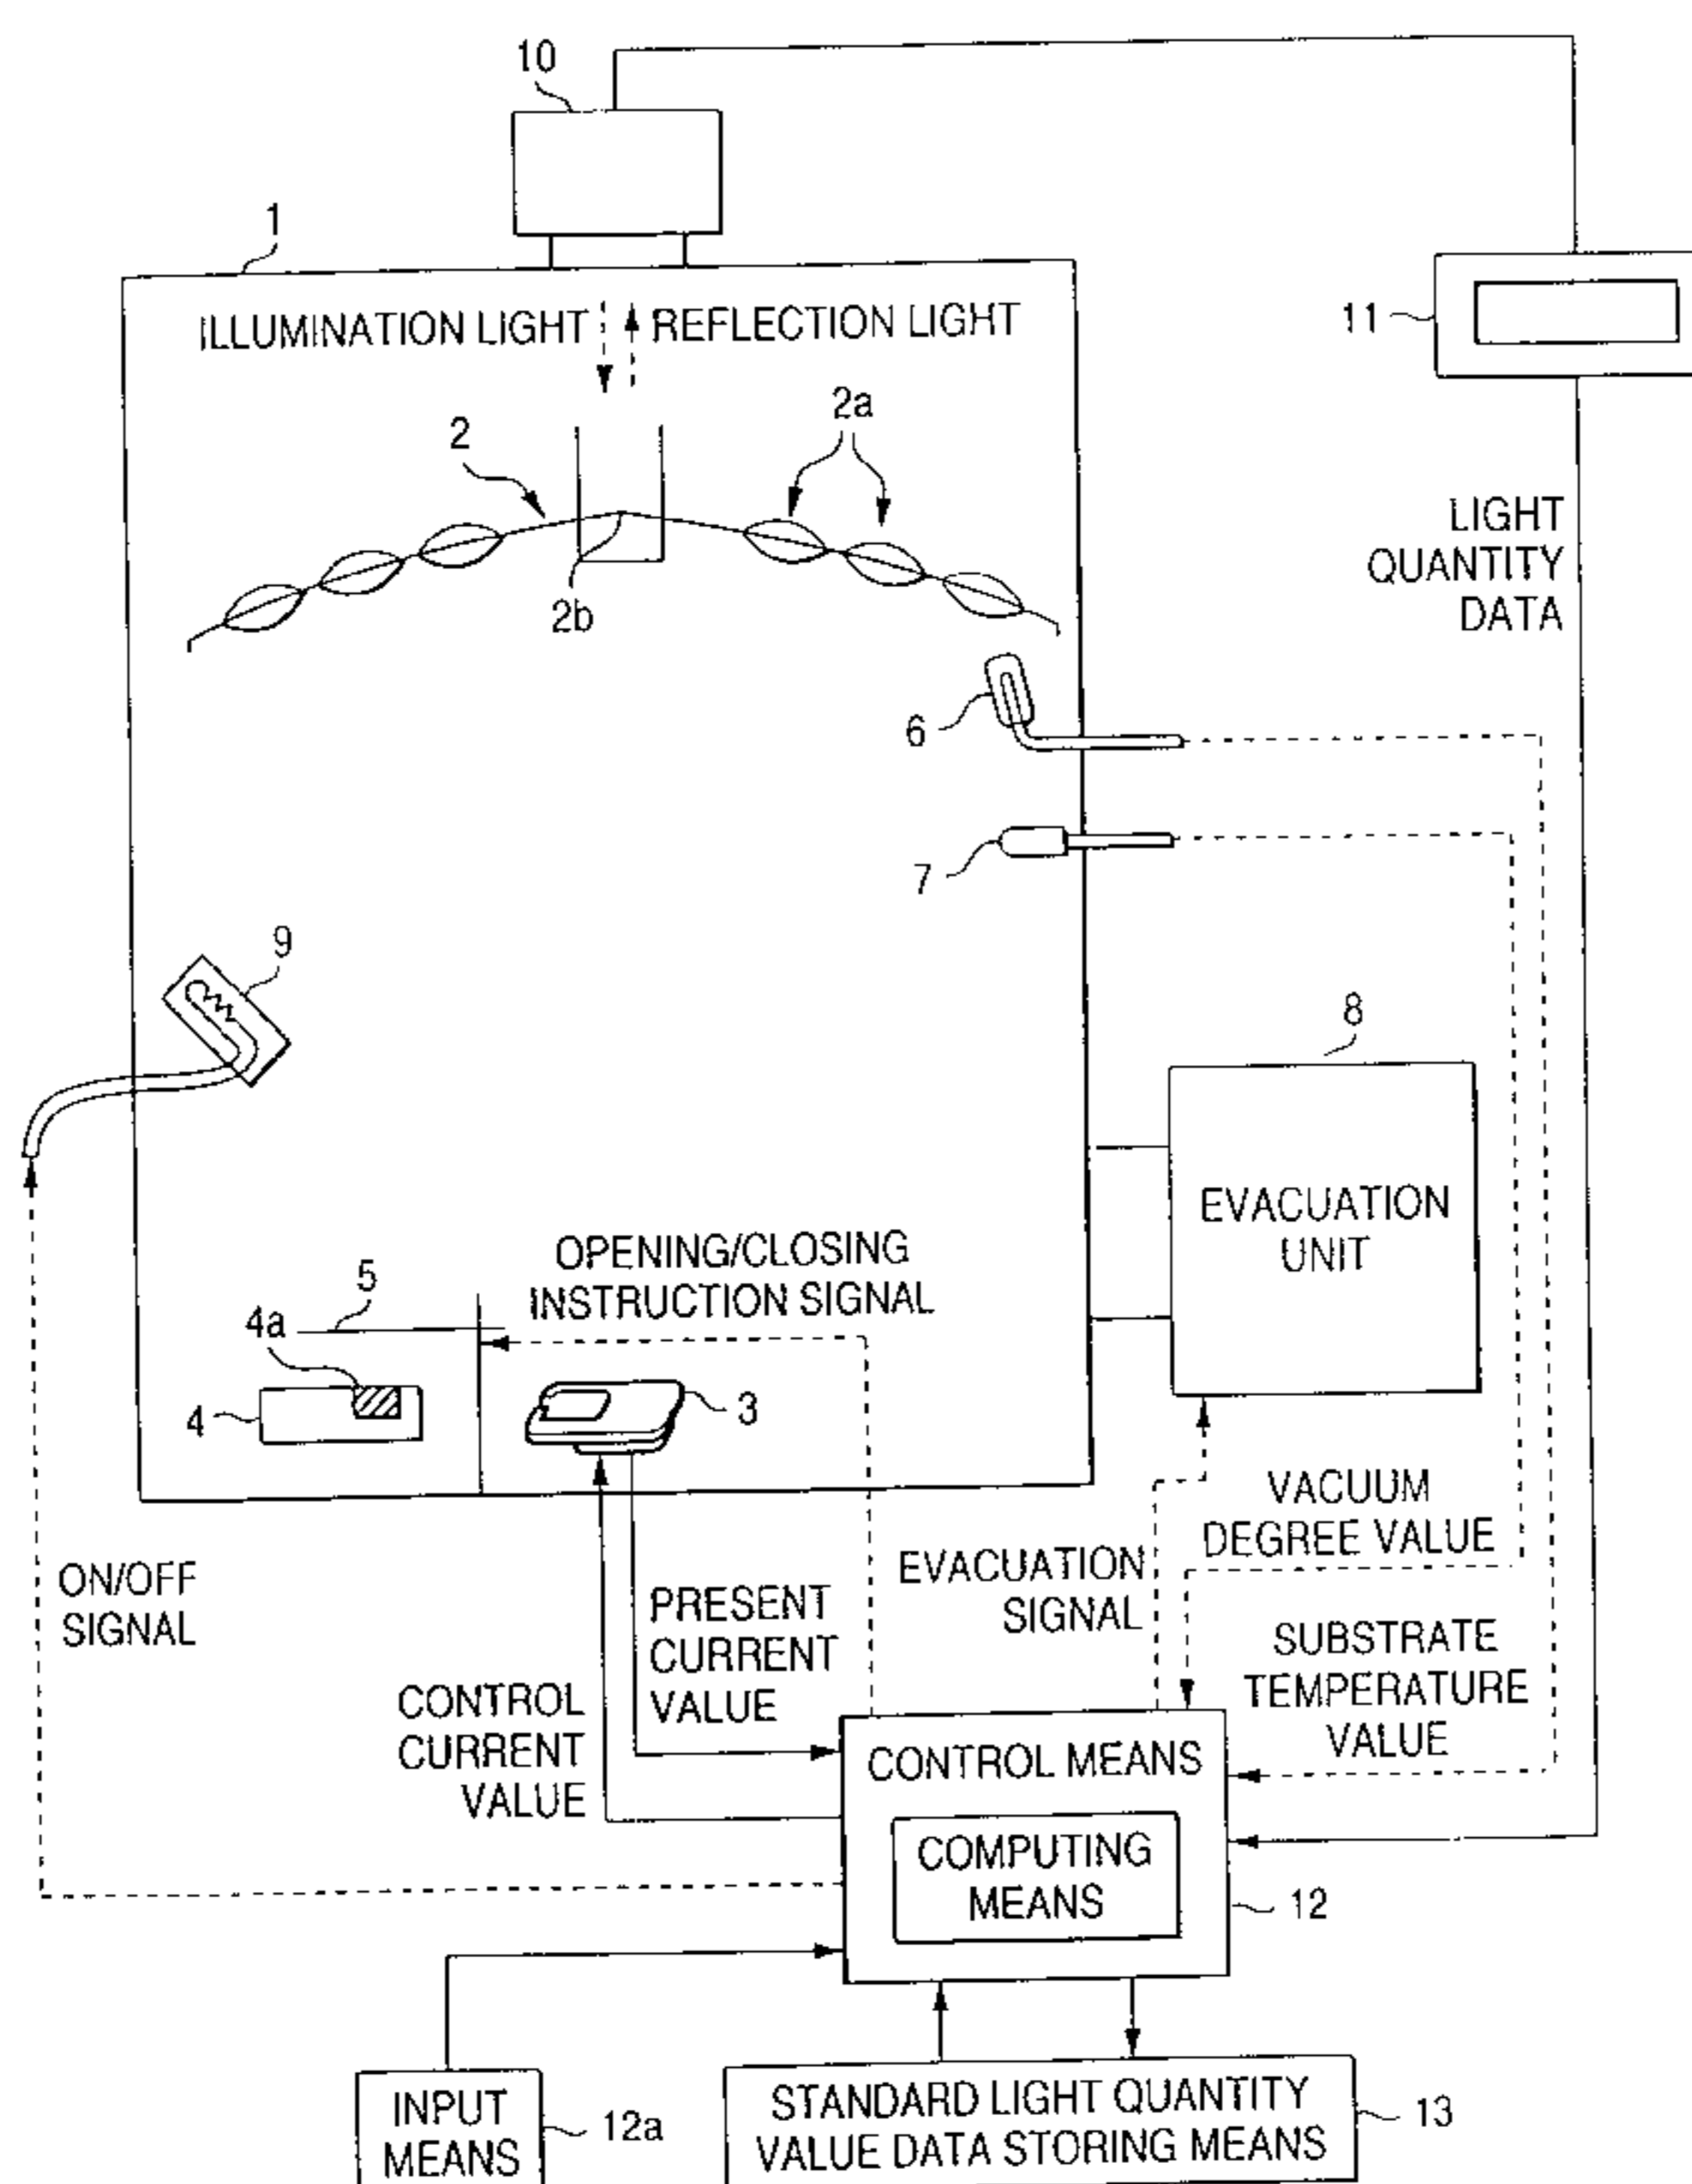 10
1
ILLUMINATION LIGHT
REFLECTION LIGHT
11
2
2a
2b
LIGHT
QUANTITY
DATA
6
7
9
8
EVACUATION
UNIT
OPENING/CLOSING
INSTRUCTION SIGNAL
5
4a
4
3
ON/OFF
SIGNAL
PRESENT
CURRENT
VALUE
CONTROL
CURRENT
VALUE
EVACUATION
SIGNAL
VACUUM
DEGREE VALUE
SUBSTRATE
TEMPERATURE
VALUE
CONTROL MEANS
COMPUTING
MEANS
12
INPUT
MEANS
12a
STANDARD LIGHT QUANTITY
VALUE DATA STORING MEANS
13